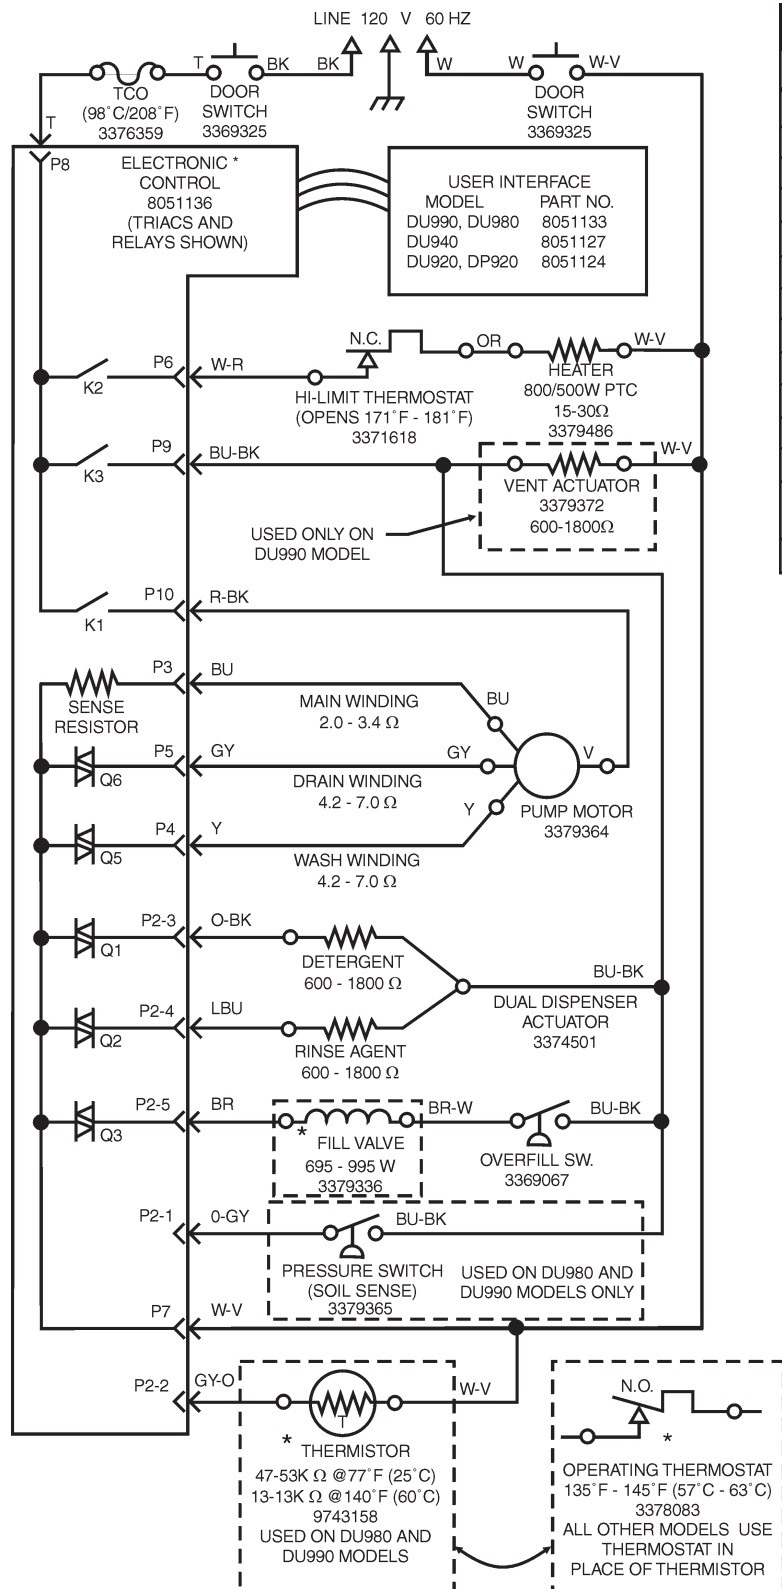 LINE 120 V 60 HZ
T BK BK W W W-V
TCO
(98°C/208°F)
3376359
DOOR
SWITCH
3369325
DOOR
SWITCH
3369325
T
P8
ELECTRONIC *
CONTROL
8051136
(TRIACS AND
RELAYS SHOWN)
USER INTERFACE
MODEL PART NO.
DU990, DU980 8051133
DU940 8051127
DU920, DP920 8051124
K2
P6 W-R
N.C.
OR
W-V
HI-LIMIT THERMOSTAT
(OPENS 171°F - 181°F)
3371618
HEATER
800/500W PTC
15-30Ω
3379486
K3
P9 BU-BK
W-V
VENT ACTUATOR
3379372
600-1800Ω
USED ONLY ON
DU990 MODEL
K1
P10 R-BK
SENSE
RESISTOR
P3 BU
MAIN WINDING
2.0 - 3.4 Ω
BU
Q6
P5 GY
GY
V
DRAIN WINDING
4.2 - 7.0 Ω
PUMP MOTOR
3379364
Q5
P4 Y
Y
WASH WINDING
4.2 - 7.0 Ω
Q1
P2-3 O-BK
DETERGENT
600 - 1800 Ω
BU-BK
DUAL DISPENSER
ACTUATOR
3374501
Q2
P2-4 LBU
RINSE AGENT
600 - 1800 Ω
Q3
P2-5 BR
BR-W
BU-BK
* FILL VALVE
695 - 995 W
3379336
OVERFILL SW.
3369067
P2-1 0-GY
BU-BK
PRESSURE SWITCH
(SOIL SENSE)
3379365
USED ON DU980 AND
DU990 MODELS ONLY
P7 W-V
P2-2 GY-O
W-V
T
* THERMISTOR
47-53K Ω @77°F (25°C)
13-13K Ω @140°F (60°C)
9743158
USED ON DU980 AND
DU990 MODELS
N.O.
*
OPERATING THERMOSTAT
135°F - 145°F (57°C - 63°C)
3378083
ALL OTHER MODELS USE
THERMOSTAT IN
PLACE OF THERMISTOR